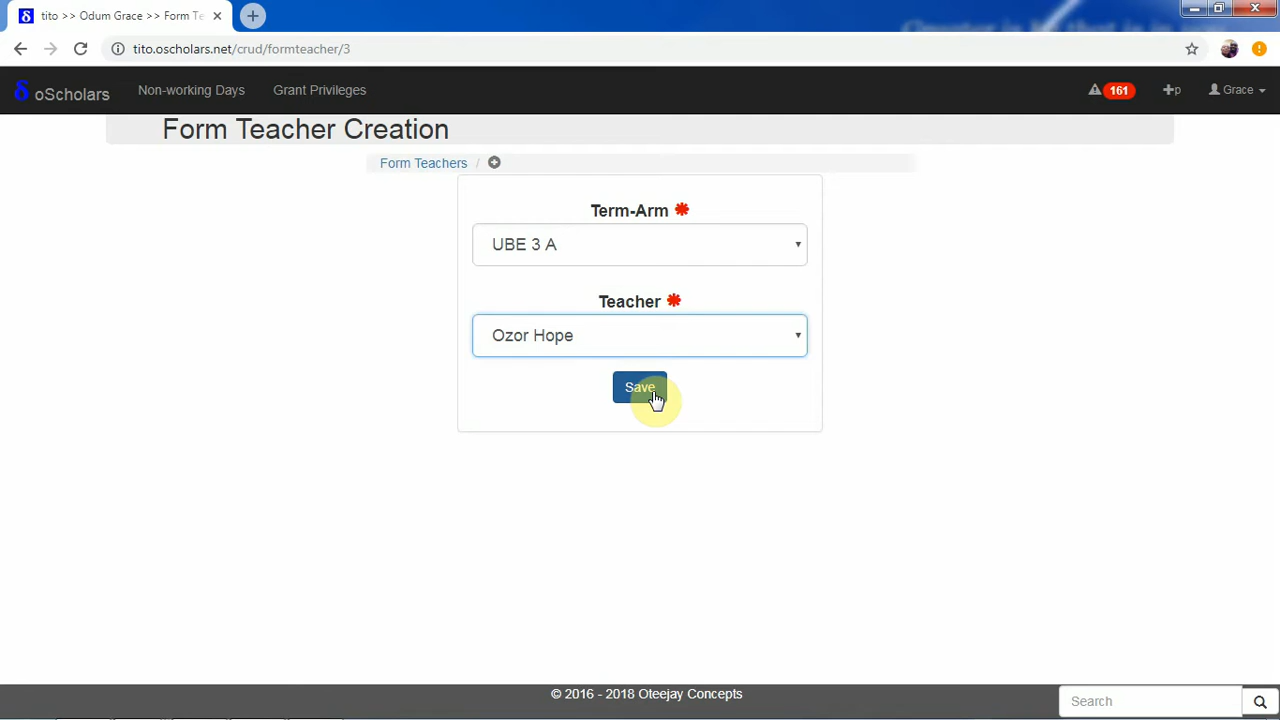 tito >> Odum Grace >> Form Te
tito.oscholars.net/crud/formteacher/3
δ oScholars
Non-working Days
Grant Privileges
161
p
Grace
Form Teacher Creation
Form Teachers /
Term-Arm
UBE 3 A
Teacher
Ozor Hope
Save
© 2016 - 2018 Oteejay Concepts
Search